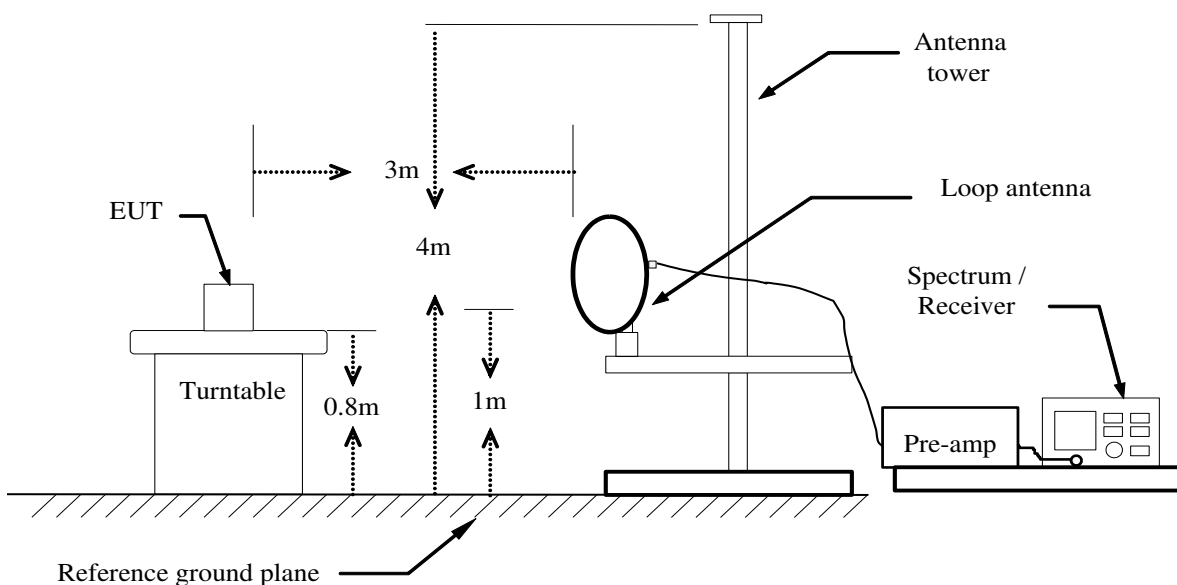 Antenna
tower
3m
Loop antenna
EUT
4m
Spectrum /
Receiver
Turntable
0.8m
1m
Pre-amp
Reference ground plane